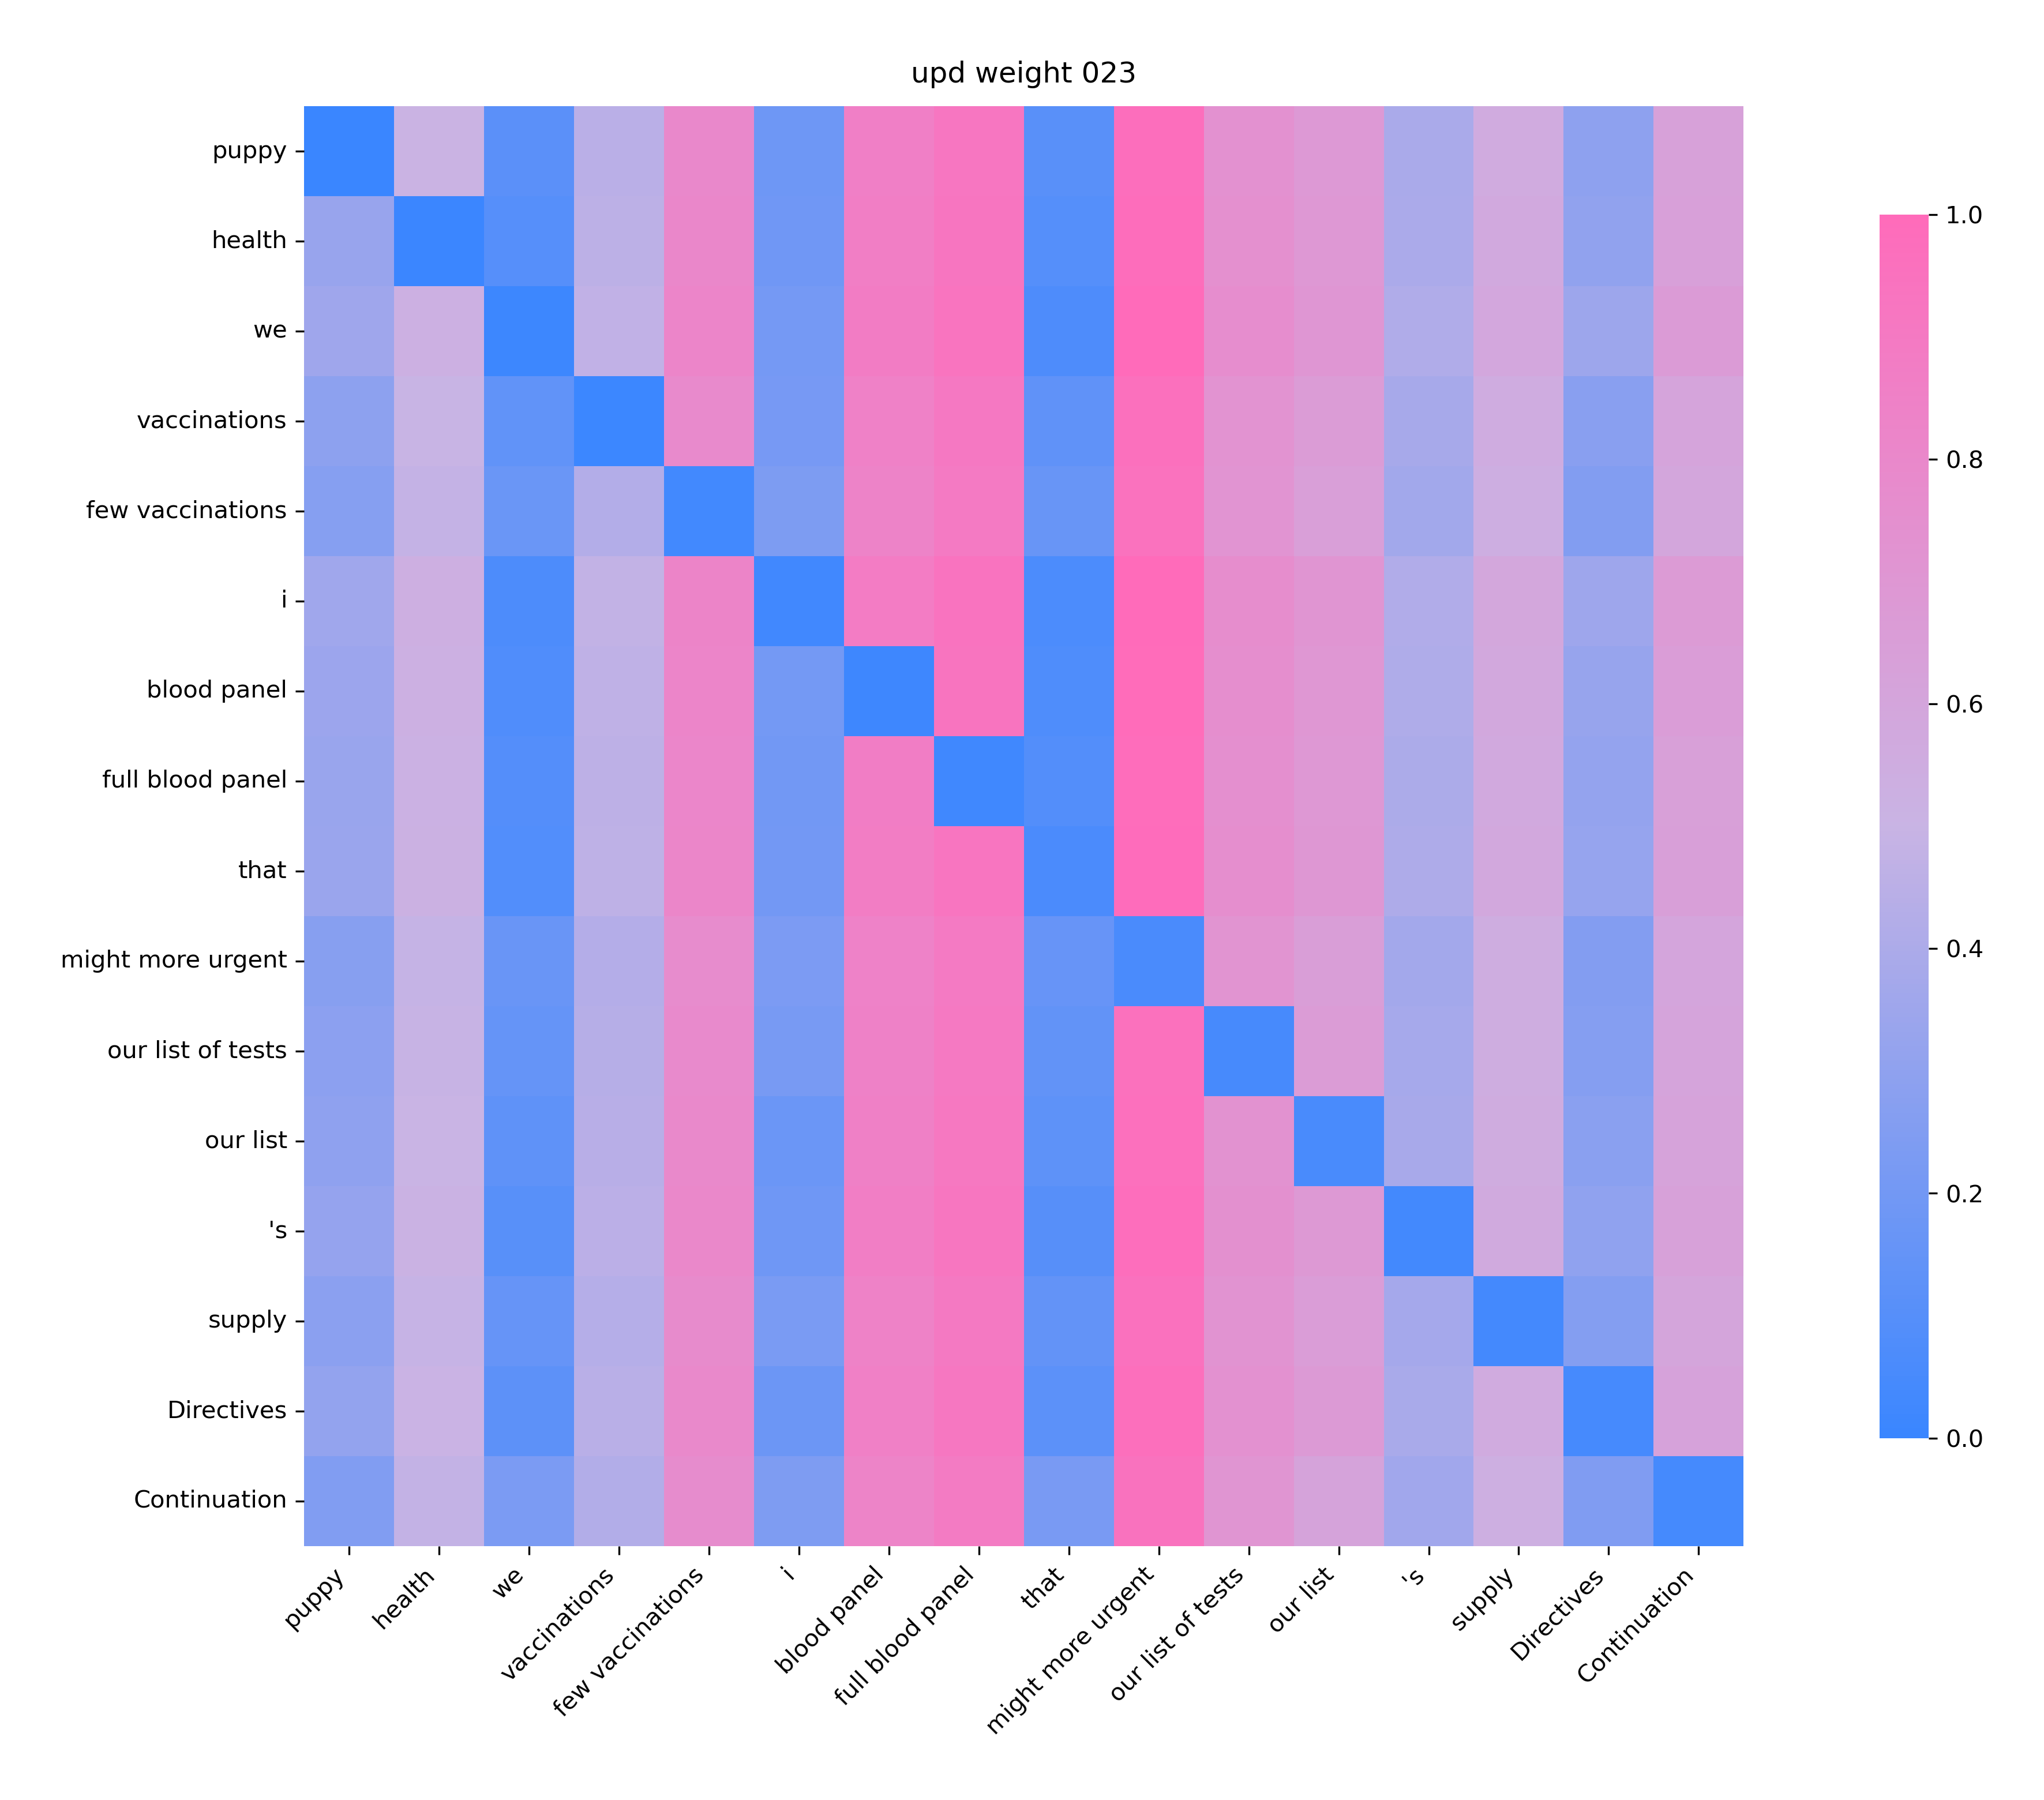 upd weight 023
puppy
health
we
vaccinations
few vaccinations
i
blood panel
full blood panel
that
might more urgent
our list of tests
our list
's
supply
Directives
Continuation
puppy
health
we
vaccinations
few vaccinations
i
blood panel
full blood panel
that
might more urgent
our list of tests
our list
's
supply
Directives
Continuation
1.0
0.8
0.6
0.4
0.2
0.0